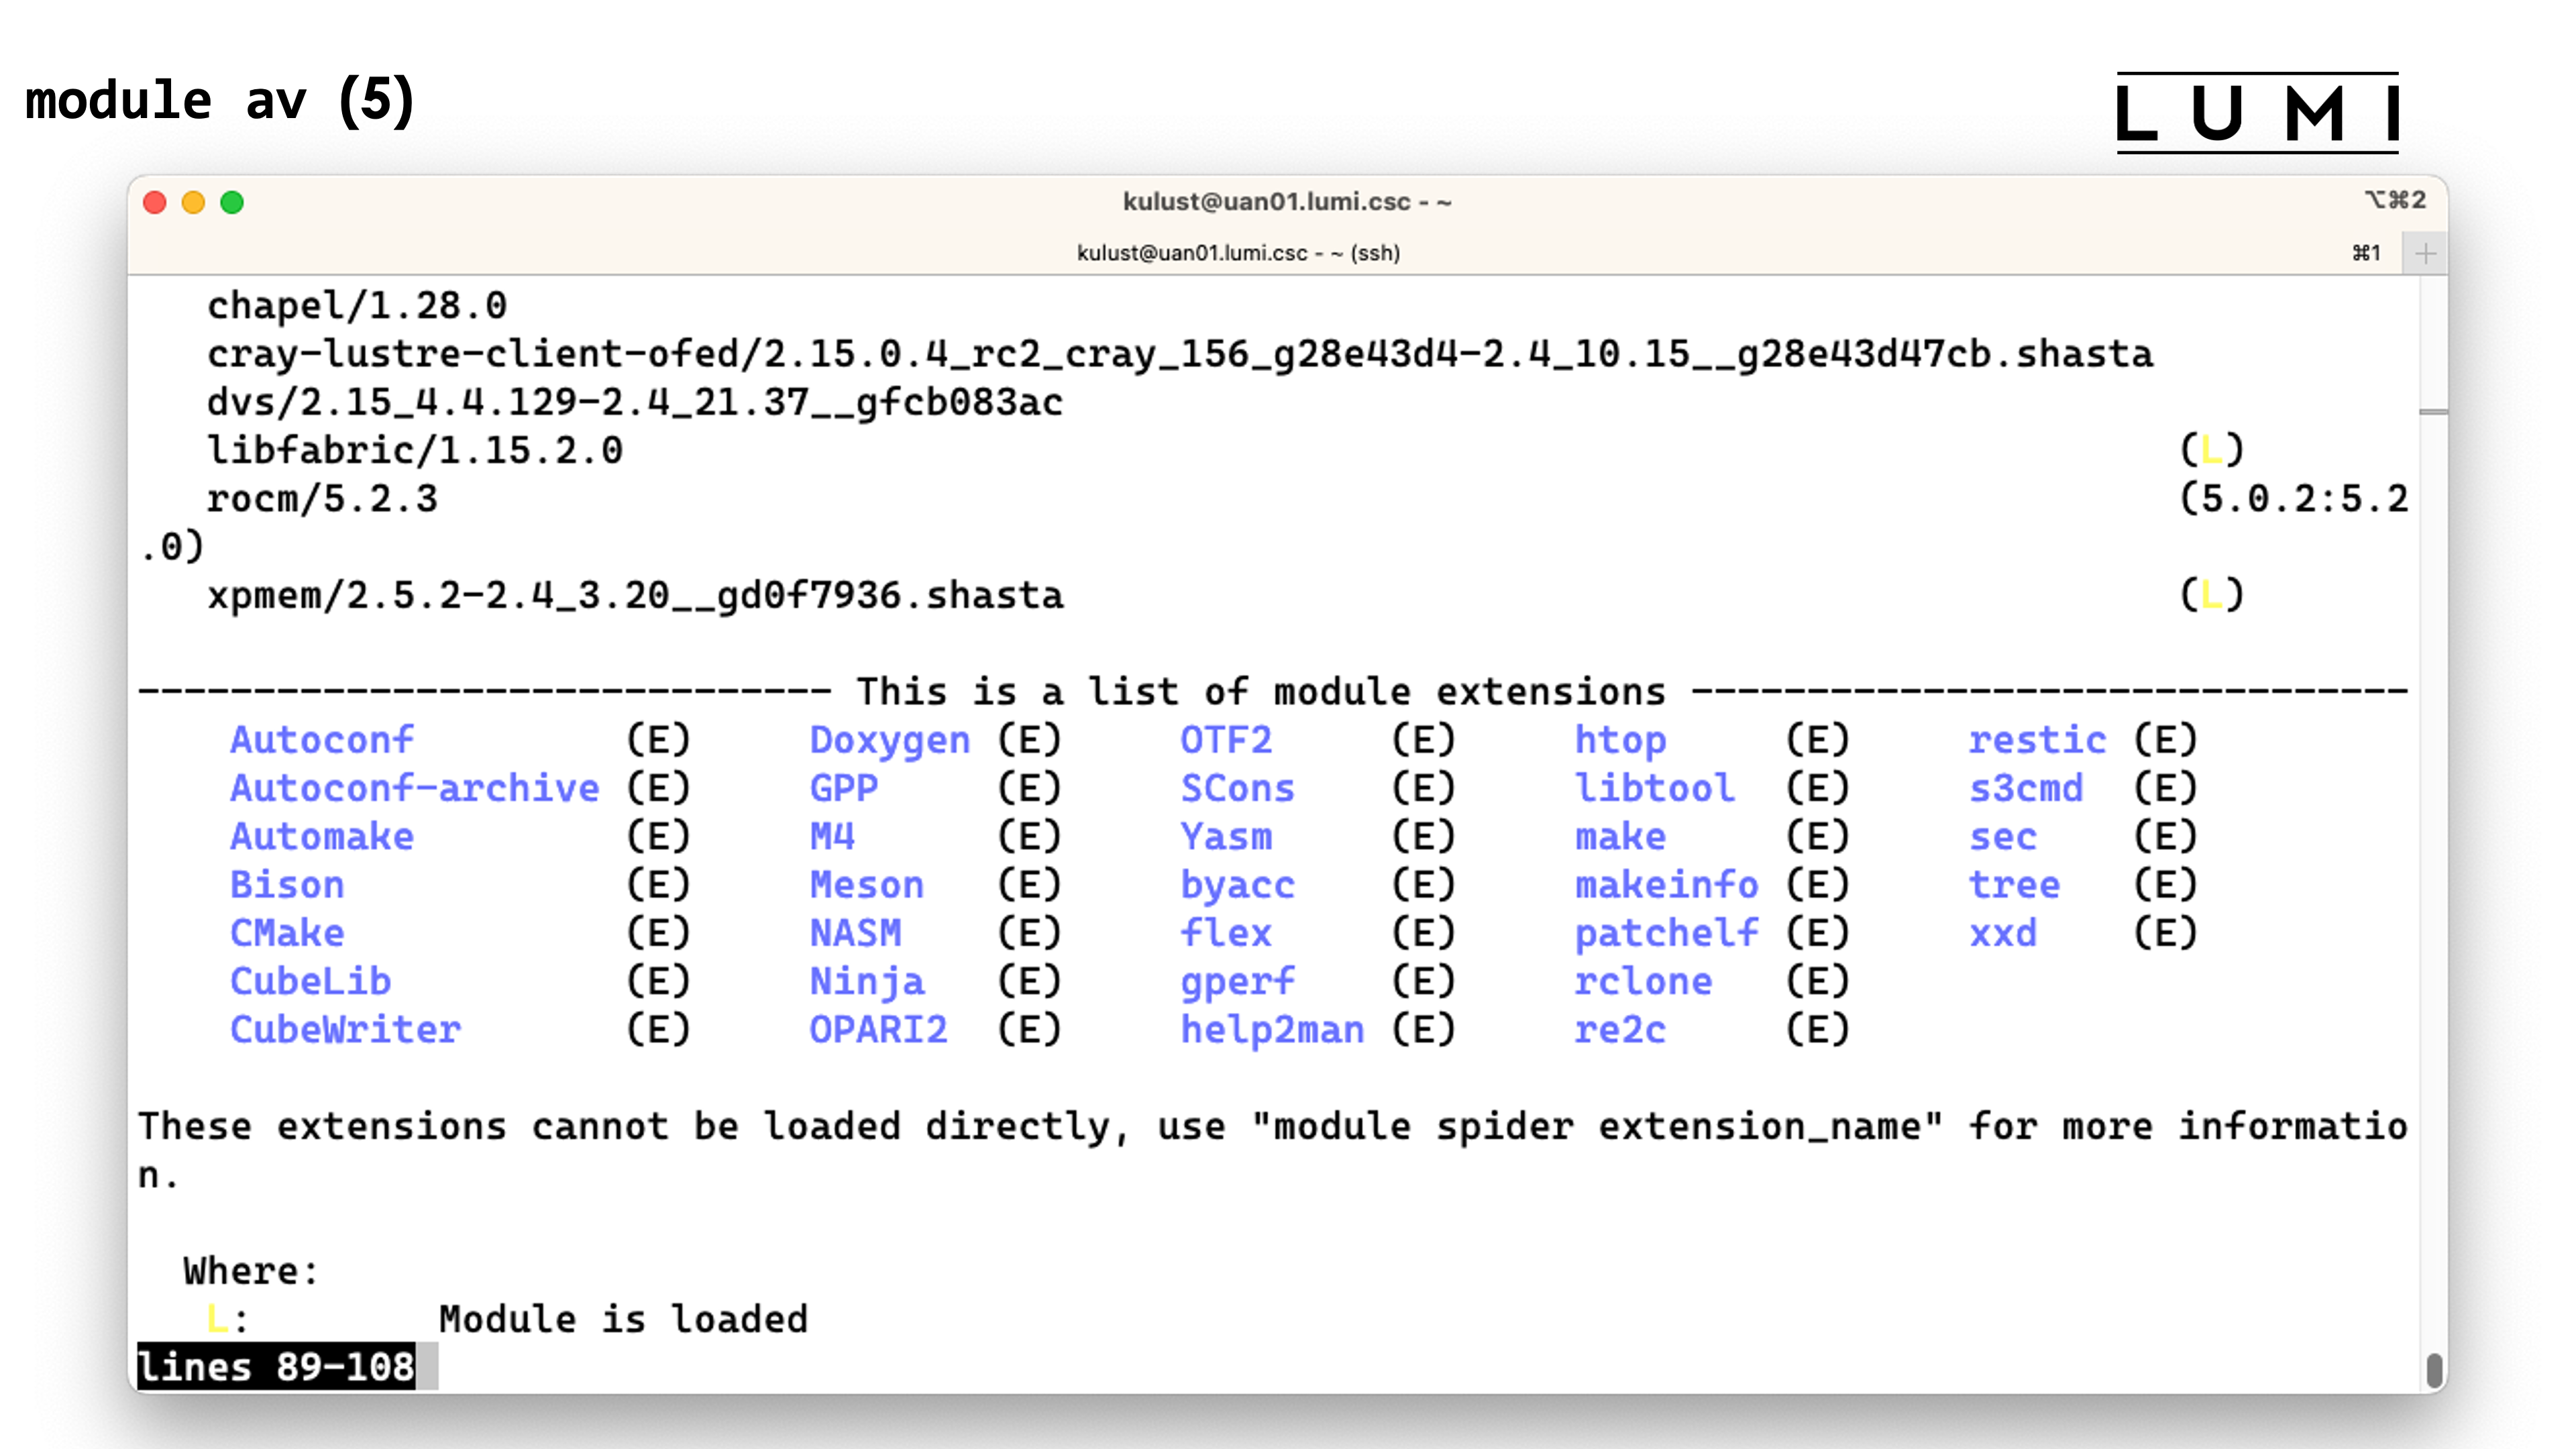 module av (5)
LUMI
kulust@uan01.lumi.csc - ~ ⌥⌘2
kulust@uan01.lumi.csc - ~ (ssh) ⌘1 +
chapel/1.28.0
cray-lustre-client-ofed/2.15.0.4_rc2_cray_156_g28e43d4-2.4_10.15__g28e43d47cb.shasta
dvs/2.15_4.4.129-2.4_21.37__gfcb083ac
libfabric/1.15.2.0 (L)
rocm/5.2.3 (5.0.2:5.2
.0)
xpmem/2.5.2-2.4_3.20__gd0f7936.shasta (L)
------------------------------ This is a list of module extensions -------------------------------
Autoconf (E) Doxygen (E) OTF2 (E) htop (E) restic (E)
Autoconf-archive (E) GPP (E) SCons (E) libtool (E) s3cmd (E)
Automake (E) M4 (E) Yasm (E) make (E) sec (E)
Bison (E) Meson (E) byacc (E) makeinfo (E) tree (E)
CMake (E) NASM (E) flex (E) patchelf (E) xxd (E)
CubeLib (E) Ninja (E) gperf (E) rclone (E)
CubeWriter (E) OPARI2 (E) help2man (E) re2c (E)
These extensions cannot be loaded directly, use "module spider extension_name" for more informatio
n.
Where:
L: Module is loaded
lines 89-108